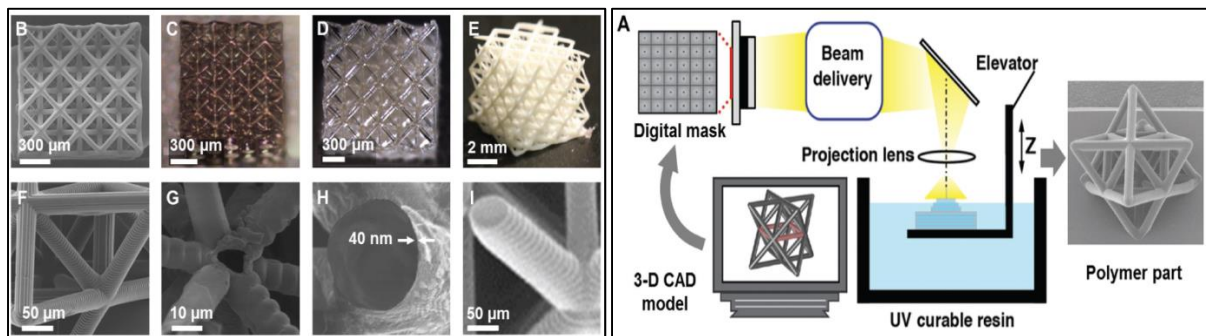 B
300 μm
C
300 μm
D
300 μm
E
2 mm
F
50 μm
G
10 μm
H
40 nm
I
50 μm
A
Digital mask
Beam
delivery
Elevator
Projection lens
Z
3-D CAD
model
UV curable resin
Polymer part